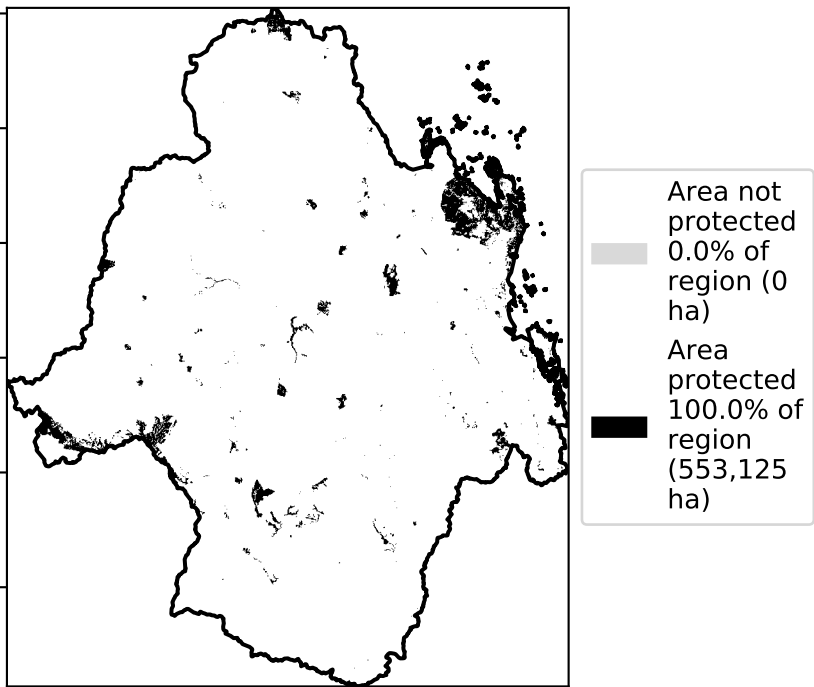 Area not
protected
0.0% of
region (0
ha)
Area
protected
100.0% of
region
(553,125
ha)